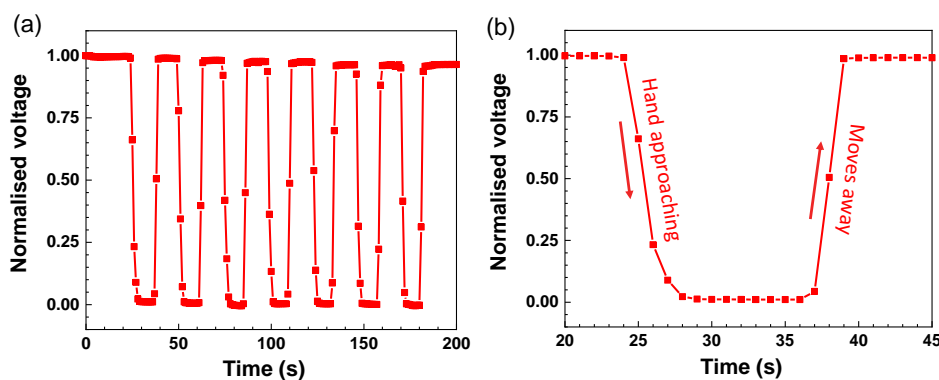 (a)
Normalised voltage
1.00
0.75
0.50
0.25
0.00
0 50 100 150 200
Time (s)
(b)
Normalised voltage
1.00
0.75
0.50
0.25
0.00
Hand approaching
Moves away
20 25 30 35 40 45
Time (s)